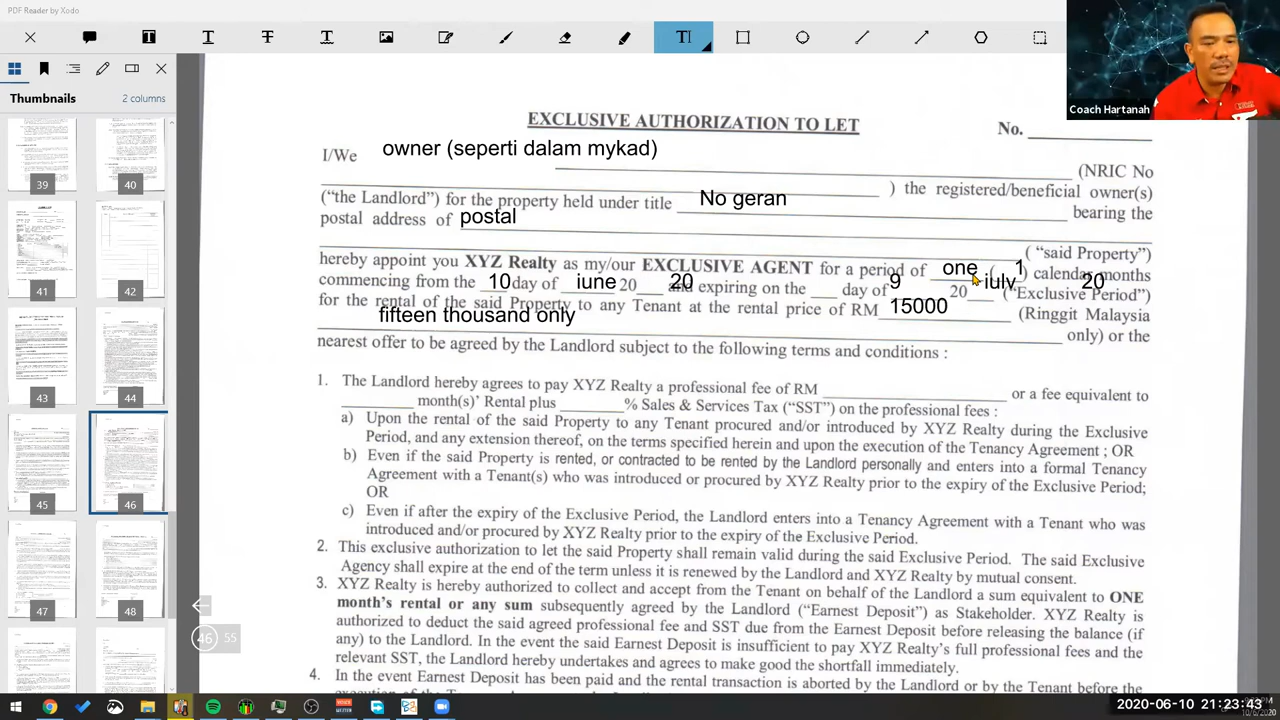 PDF Reader by Xodo
Coach Hartanah
Thumbnails
2 columns
39
40
41
42
43
44
45
46
47
48
46 55
EXCLUSIVE AUTHORIZATION TO LET
No.
I/We owner (seperti dalam mykad)
(NRIC No
) the registered/beneficial owner(s)
("the Landlord") for the property held under title No geran bearing the
postal address of postal
( "said Property")
hereby appoint you XYZ Realty as my/our EXCLUSIVE AGENT for a period of one ( 1 ) calendar months
commencing from the 10 day of iune 20 20 and expiring on the 9 day of iuly 20 20 ("Exclusive Period")
for the rental of the said Property to any Tenant at the rental price of RM 15000 (Ringgit Malaysia
fifteen thousand only only) or the
nearest offer to be agreed by the Landlord subject to the following terms and conditions :
1. The Landlord hereby agrees to pay XYZ Realty a professional fee of RM or a fee equivalent to
month(s)' Rental plus % Sales & Services Tax ("SST") on the professional fees :
a) Upon the rental of the said Property to any Tenant procured and/or introduced by XYZ Realty during the Exclusive
Period, and any extension thereof, on the terms specified herein and upon the execution of the Tenancy Agreement ; OR
b) Even if the said Property is rented, or contracted to be rented by the Landlord personally and enters into a formal Tenancy
Agreement with a Tenant(s) who was introduced or procured by XYZ Realty prior to the expiry of the Exclusive Period;
OR
c) Even if after the expiry of the Exclusive Period, the Landlord enters into a Tenancy Agreement with a Tenant who was
introduced and/or procured by XYZ Realty prior to the expiry of the Exclusive Period.
2. This exclusive authorization to let the said Property shall remain valid during the said Exclusive Period. The said Exclusive
Agency shall expire at the end of the term unless it is renewed by the Landlord and XYZ Realty by mutual consent.
3. XYZ Realty is hereby authorized to collect and accept from the Tenant on behalf of the Landlord a sum equivalent to ONE
month's rental or any sum subsequently agreed by the Landlord ("Earnest Deposit") as Stakeholder. XYZ Realty is
authorized to deduct the said agreed professional fee and SST due from the Earnest Deposit before releasing the balance (if
any) to the Landlord. In the event the said Earnest Deposit is insufficient to pay XYZ Realty's full professional fees and the
relevant SST, the Landlord hereby undertakes and agrees to make good the shortfall immediately.
4. In the event Earnest Deposit has been paid and the rental transaction is aborted by the Landlord or by the Tenant before the
2020-06-10 21:23:43